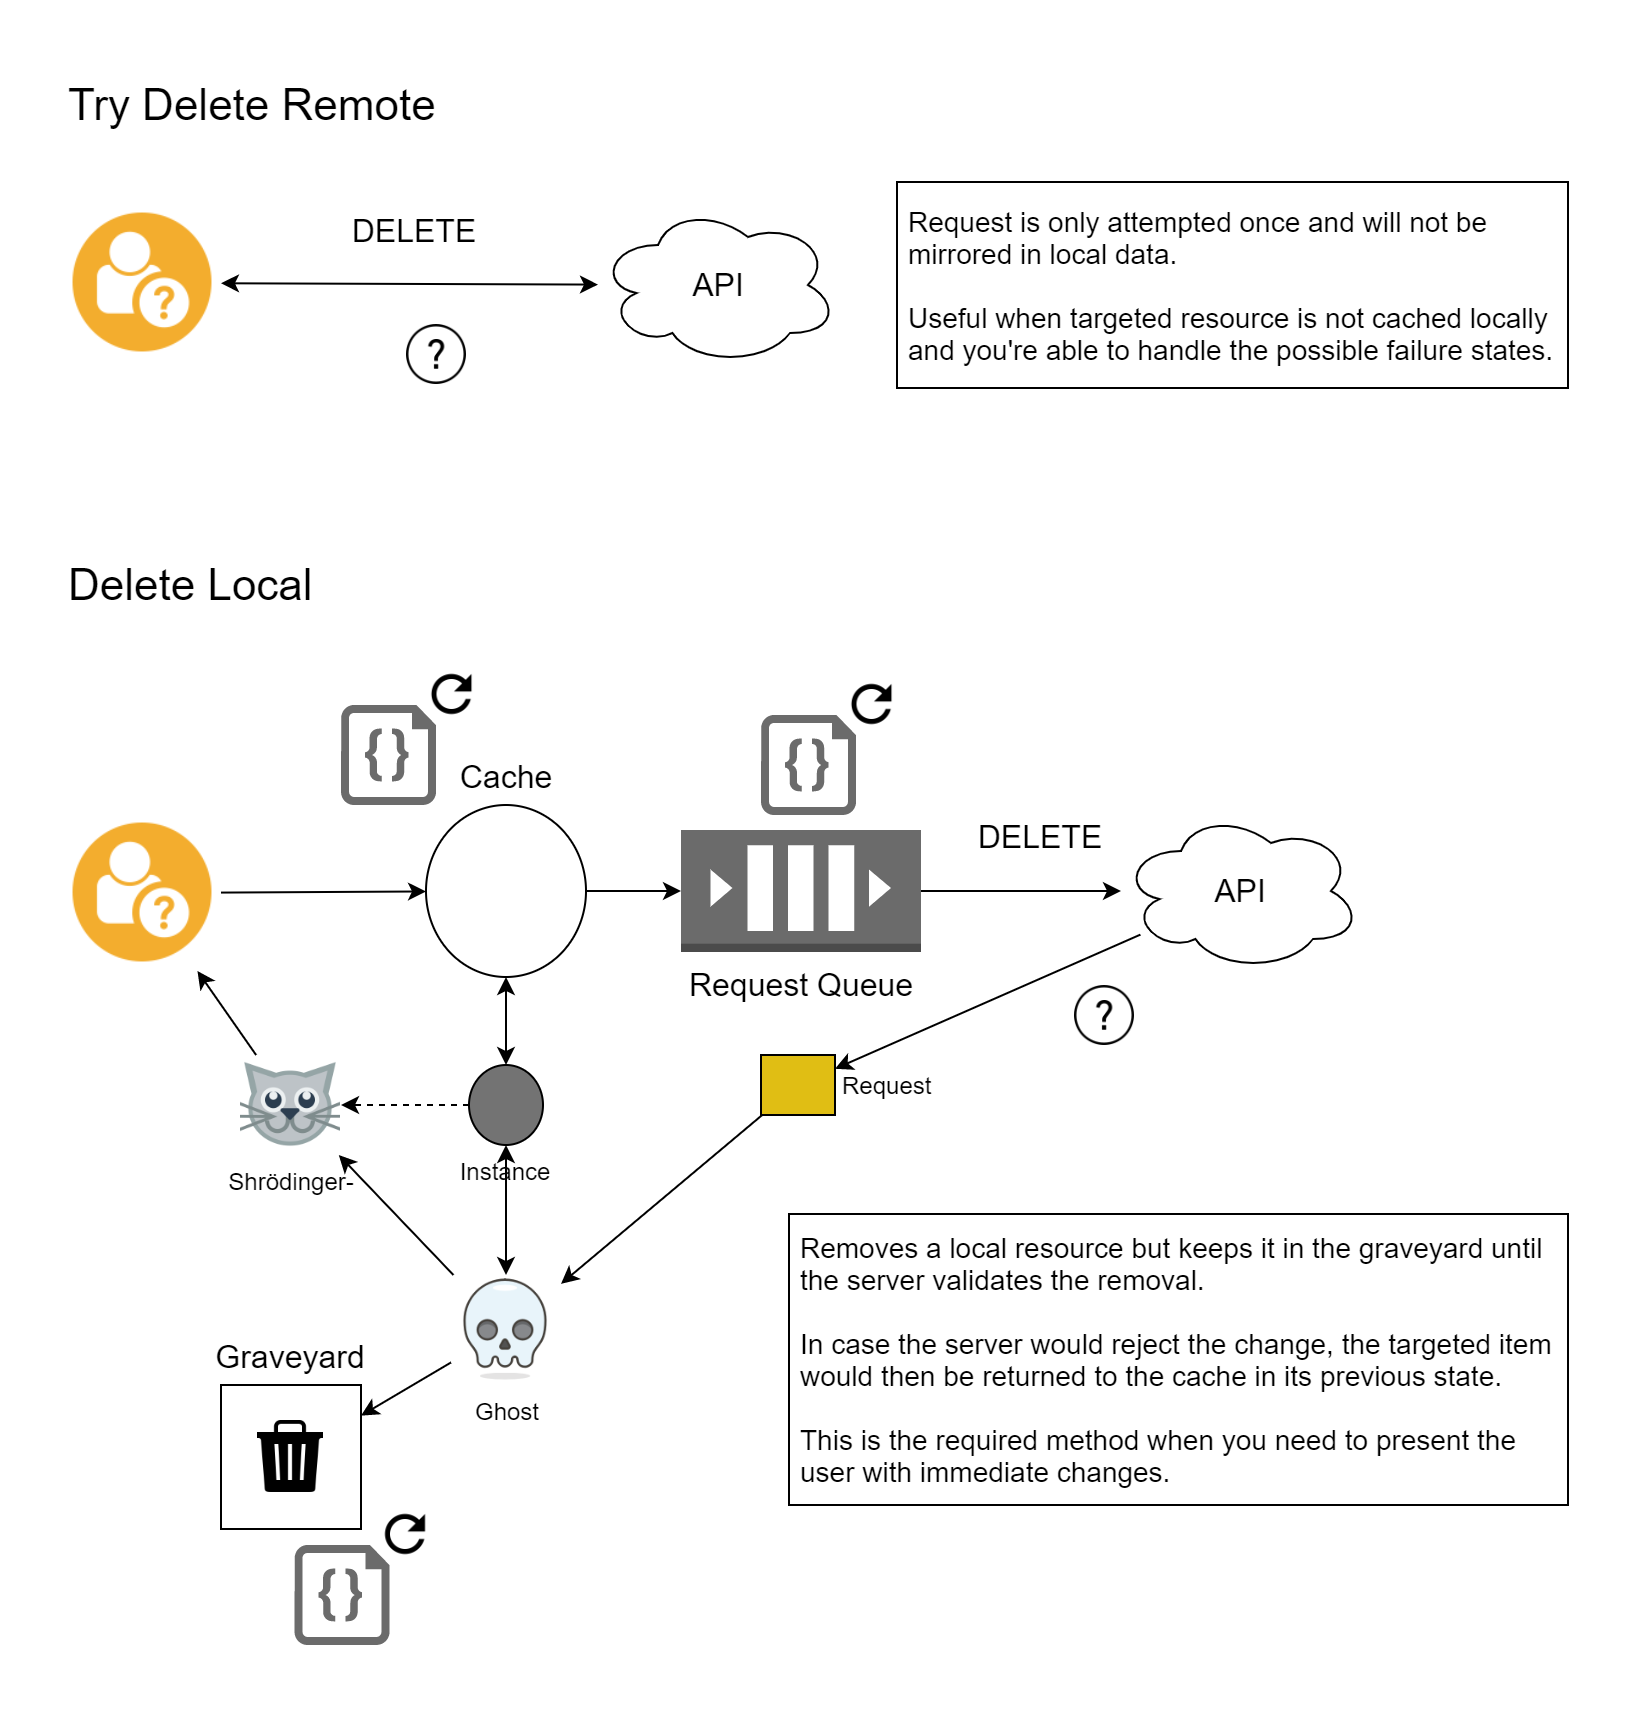 Try Delete Remote
DELETE
API
?
?
Request is only attempted once and will not be
mirrored in local data.
Useful when targeted resource is not cached locally
and you're able to handle the possible failure states.
Delete Local
{}
{}
Cache
DELETE
API
?
Request Queue
?
Request
Instance
Shrödinger-
Removes a local resource but keeps it in the graveyard until
the server validates the removal.
In case the server would reject the change, the targeted item
would then be returned to the cache in its previous state.
This is the required method when you need to present the
user with immediate changes.
Graveyard
Ghost
{}